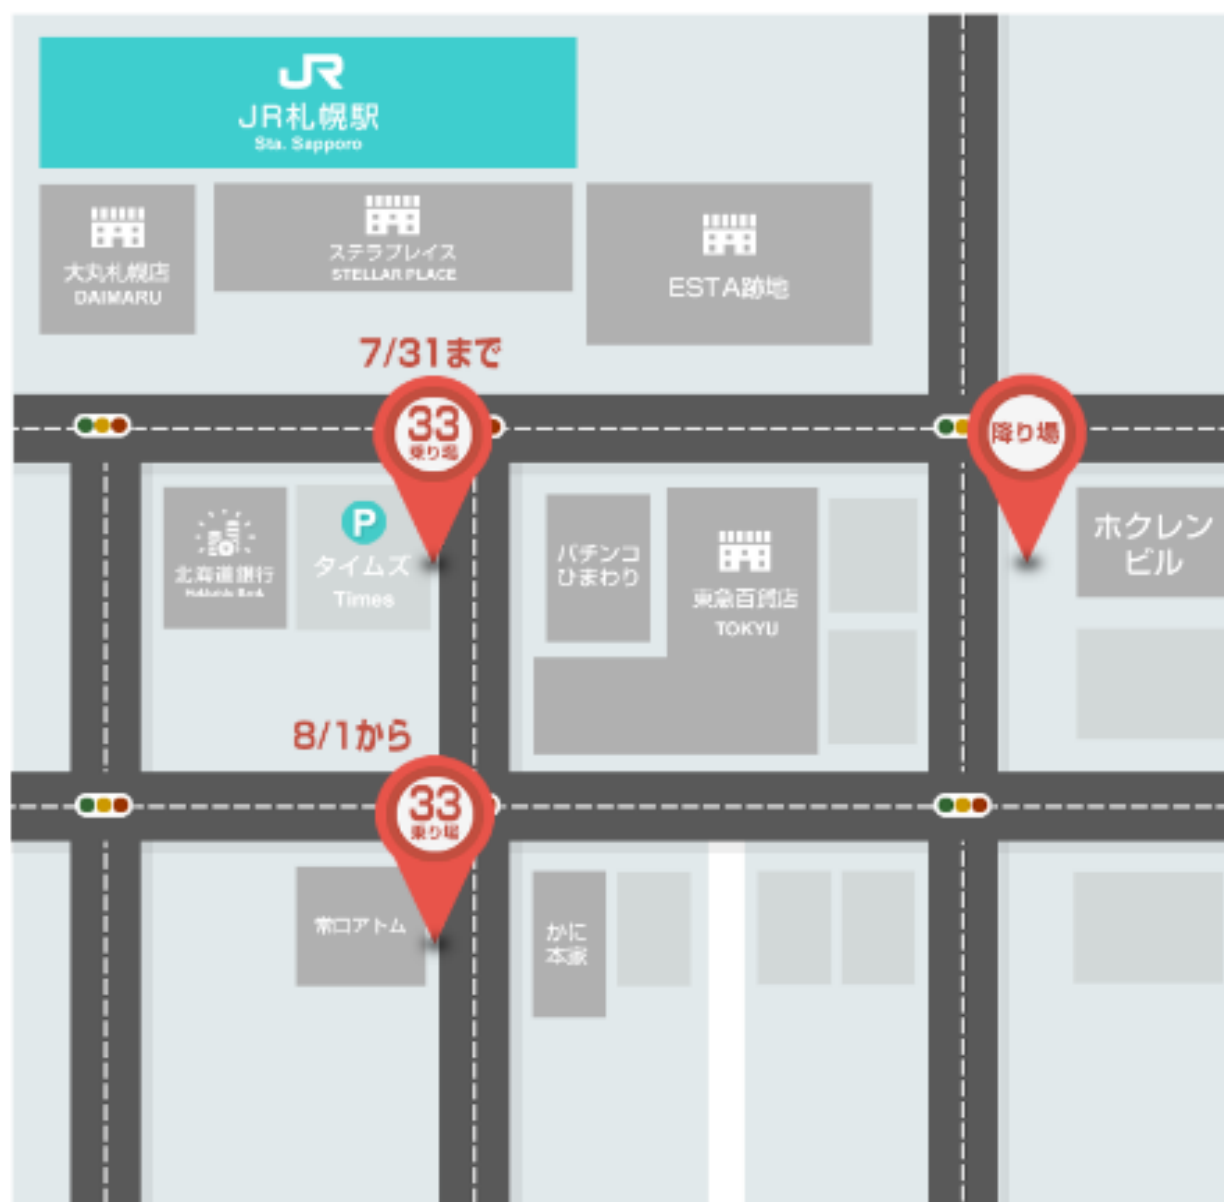 JR
JR札幌駅
Sta. Sapporo
大丸札幌店
DAIMARU
ステラプレイス
STELLAR PLACE
ESTA跡地
7/31まで
33
乗り場
降り場
北海道銀行
Hokkaido Bank
P
タイムズ
Times
パチンコ
ひまわり
東急百貨店
TOKYU
ホクレン
ビル
8/1から
33
乗り場
常口アトム
かに
本家